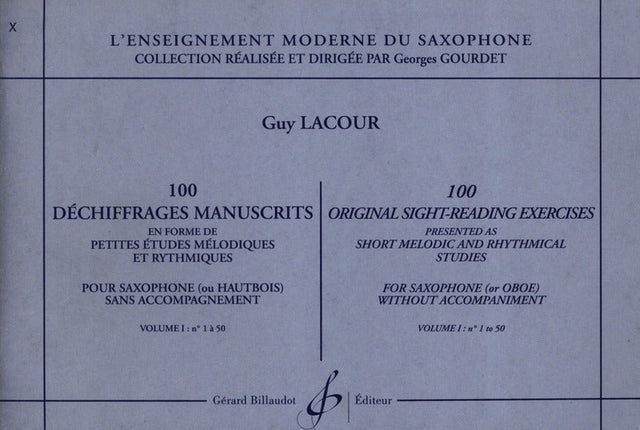 X
L'ENSEIGNEMENT MODERNE DU SAXOPHONE
COLLECTION RÉALISÉE ET DIRIGÉE PAR Georges GOURDET
Guy LACOUR
100
DÉCHIFFRAGES MANUSCRITS
EN FORME DE
PETITES ÉTUDES MÉLODIQUES
ET RYTHMIQUES
POUR SAXOPHONE (ou HAUTBOIS)
SANS ACCOMPAGNEMENT
VOLUME I : n° 1 à 50
100
ORIGINAL SIGHT-READING EXERCISES
PRESENTED AS
SHORT MELODIC AND RHYTHMICAL
STUDIES
FOR SAXOPHONE (or OBOE)
WITHOUT ACCOMPANIMENT
VOLUME I : n° 1 to 50
Gérard Billaudot Éditeur